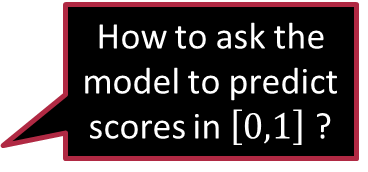 How to ask the
model to predict
scores in [0,1] ?